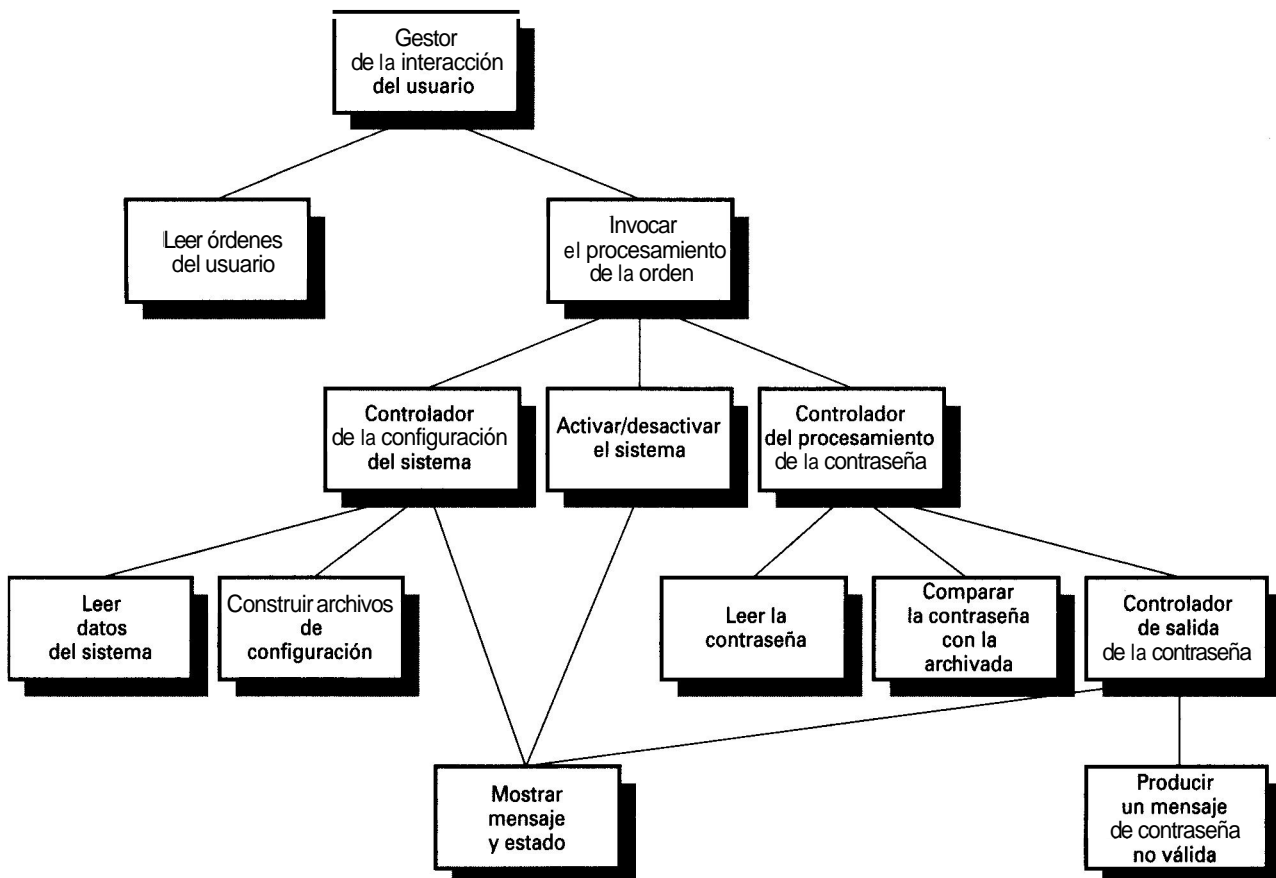 Gestor
de la interacción
del usuario
Leer órdenes
del usuario
Invocar
el procesamiento
de la orden
Controlador
de la configuración
del sistema
Activar/desactivar
el sistema
Controlador
del procesamiento
de la contraseña
Leer
datos
del sistema
Construir archivos
de
configuración
Leer la
contraseña
Comparar
la contraseña
con la
archivada
Controlador
de salida
de la contraseña
Mostrar
mensaje
y estado
Producir
un mensaje
de contraseña
no válida